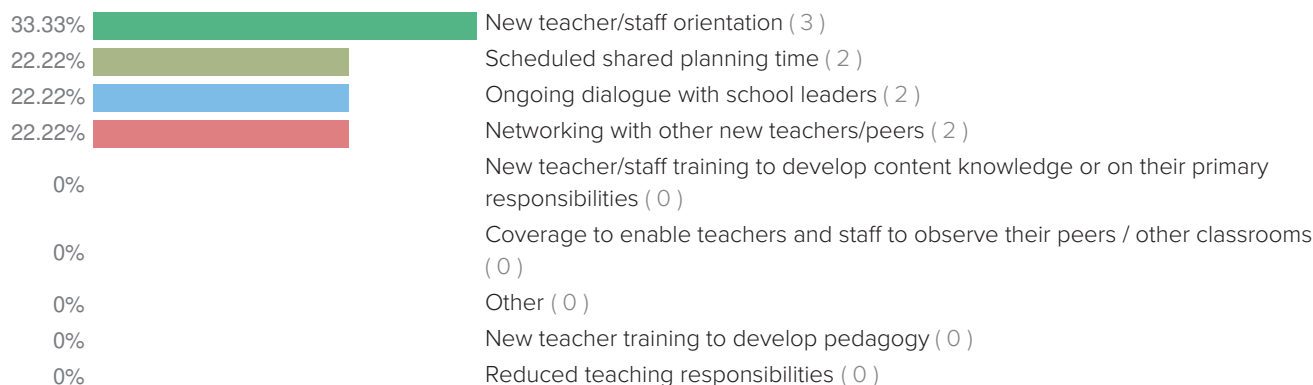 33.33% New teacher/staff orientation ( 3 )
22.22% Scheduled shared planning time ( 2 )
22.22% Ongoing dialogue with school leaders ( 2 )
22.22% Networking with other new teachers/peers ( 2 )
0% New teacher/staff training to develop content knowledge or on their primary
responsibilities ( 0 )
0% Coverage to enable teachers and staff to observe their peers / other classrooms
( 0 )
0% Other ( 0 )
0% New teacher training to develop pedagogy ( 0 )
0% Reduced teaching responsibilities ( 0 )